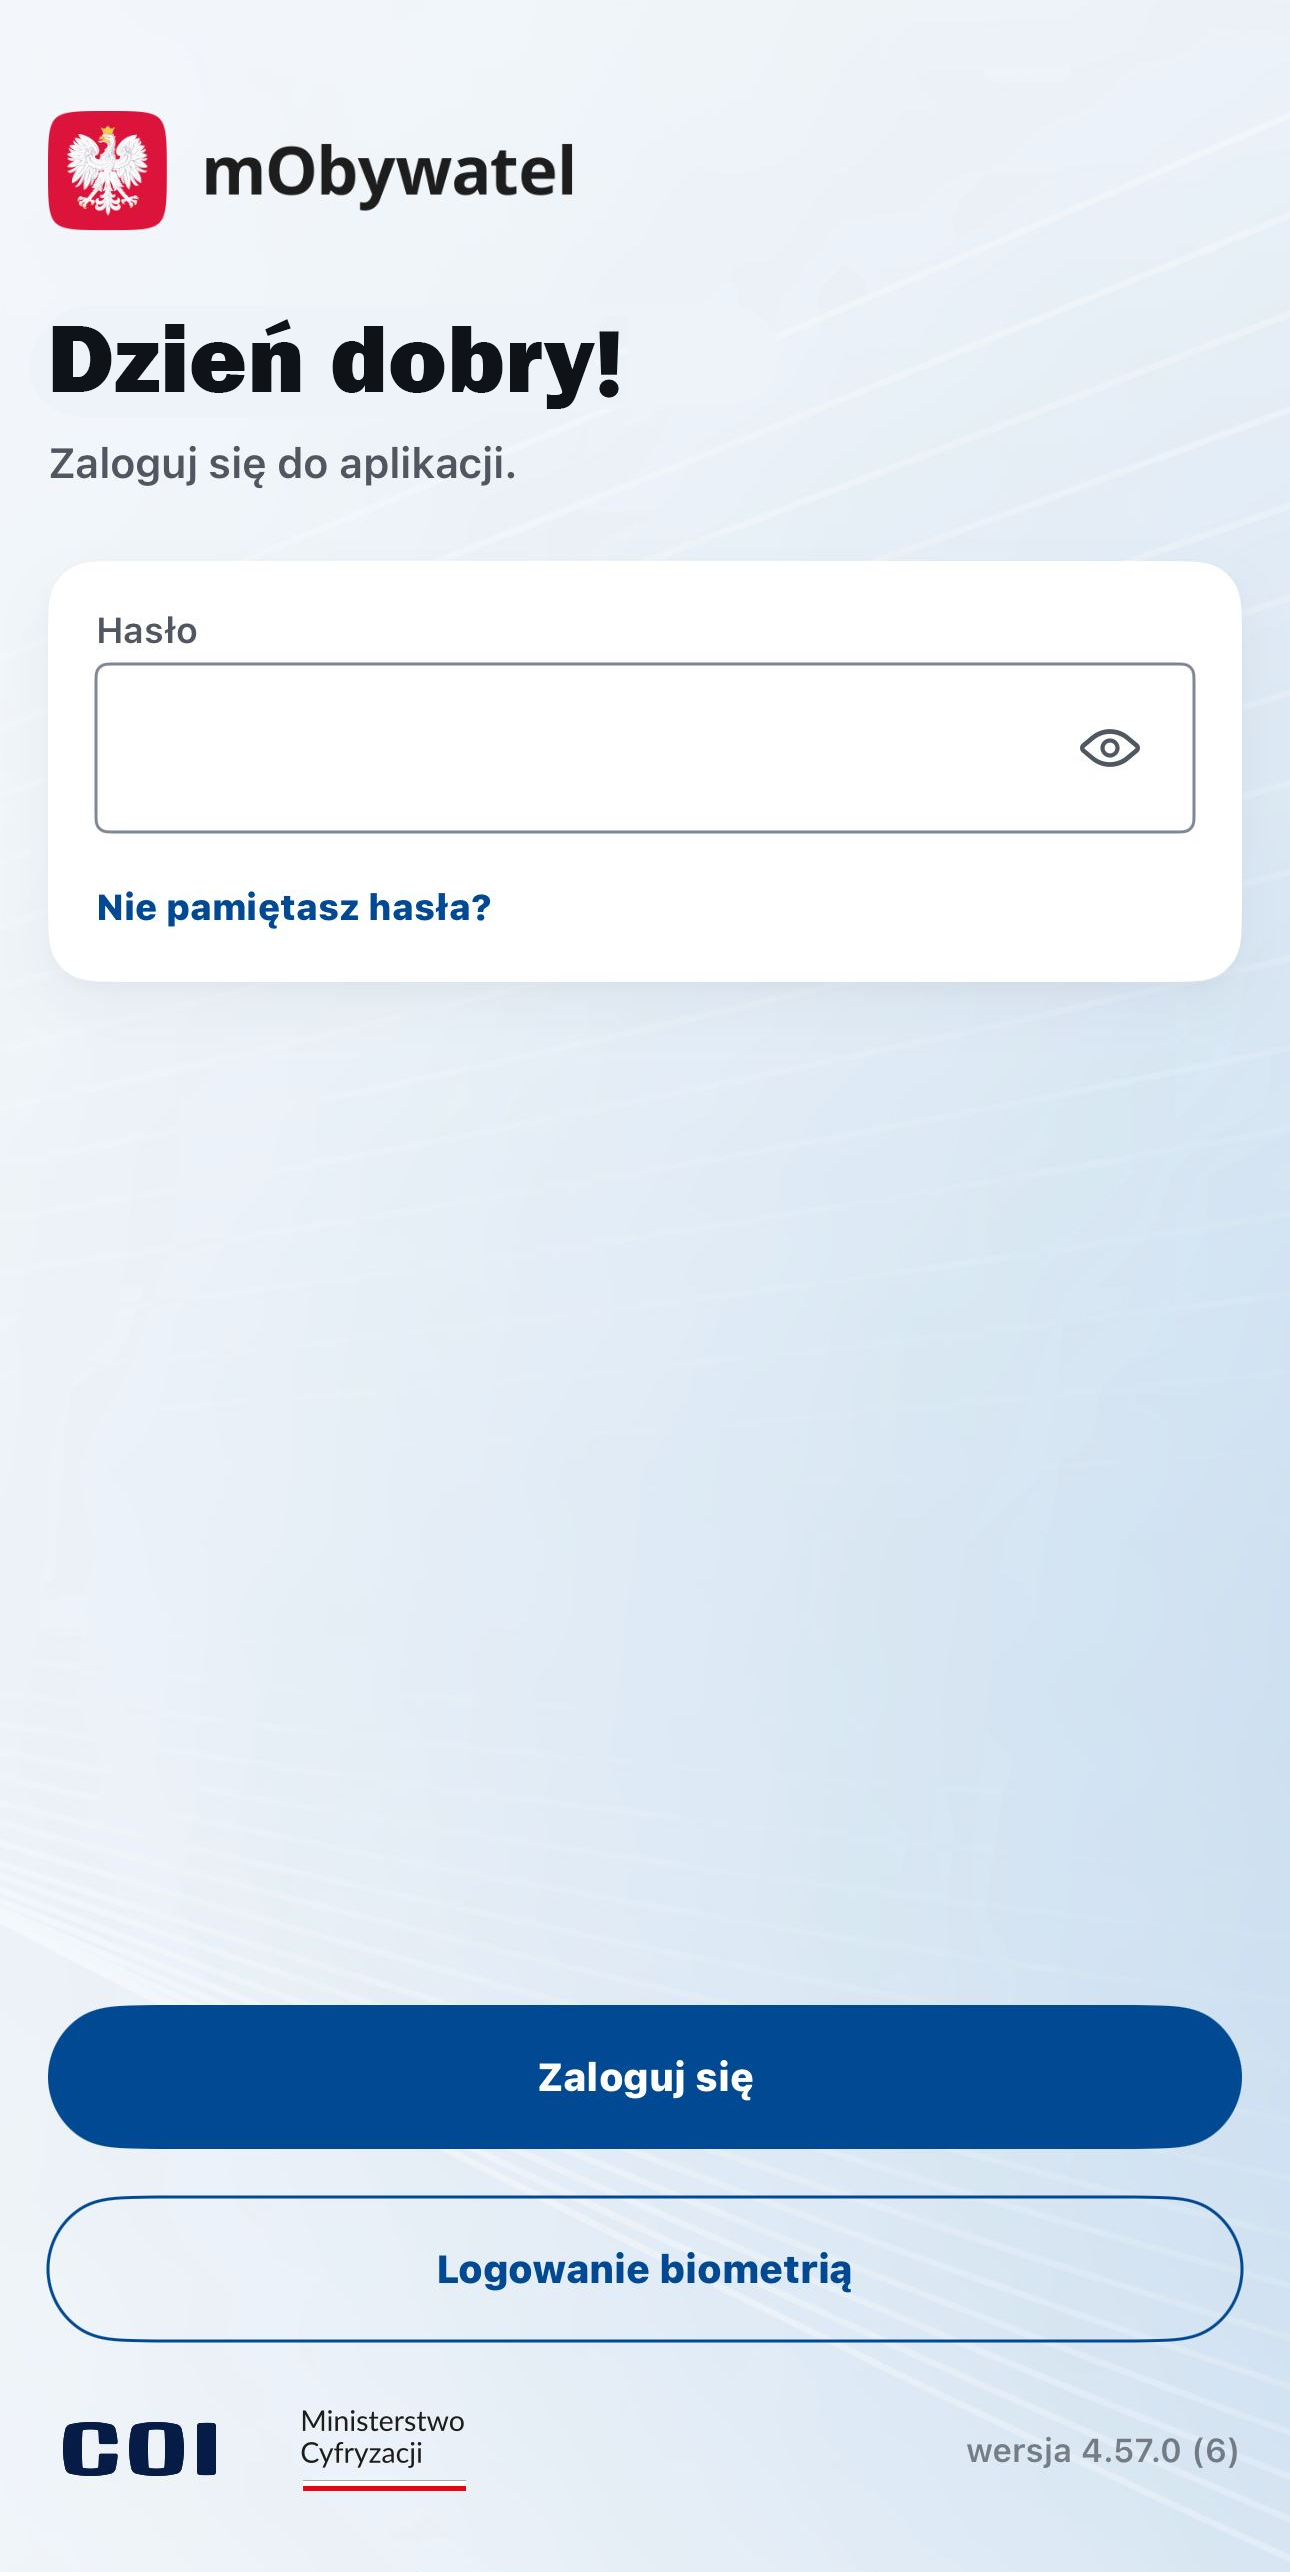 mObywatel
Dzień dobry!
Zaloguj się do aplikacji.
Hasło
Nie pamiętasz hasła?
Zaloguj się
Logowanie biometrią
COI
Ministerstwo
Cyfryzacji
wersja 4.57.0 (6)